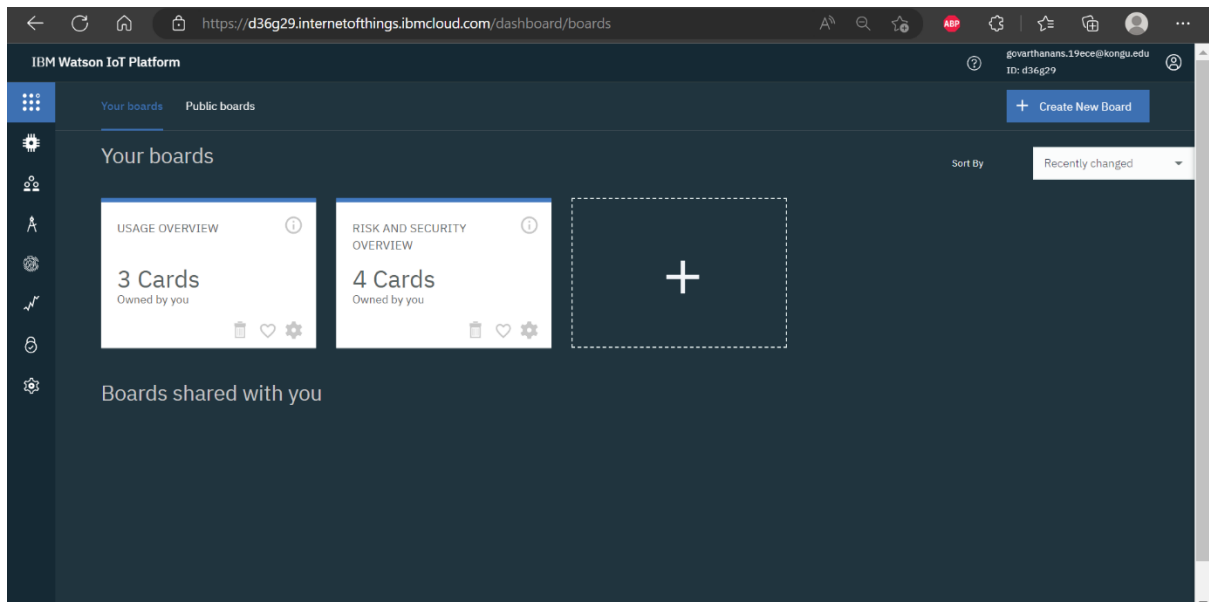 https://d36g29.internetofthings.ibmcloud.com/dashboard/boards
ABP
IBM Watson IoT Platform
govarthanans.19ece@kongu.edu
ID: d36g29
Your boards
Public boards
+ Create New Board
Your boards
Sort By
Recently changed
USAGE OVERVIEW
3 Cards
Owned by you
RISK AND SECURITY
OVERVIEW
4 Cards
Owned by you
Boards shared with you